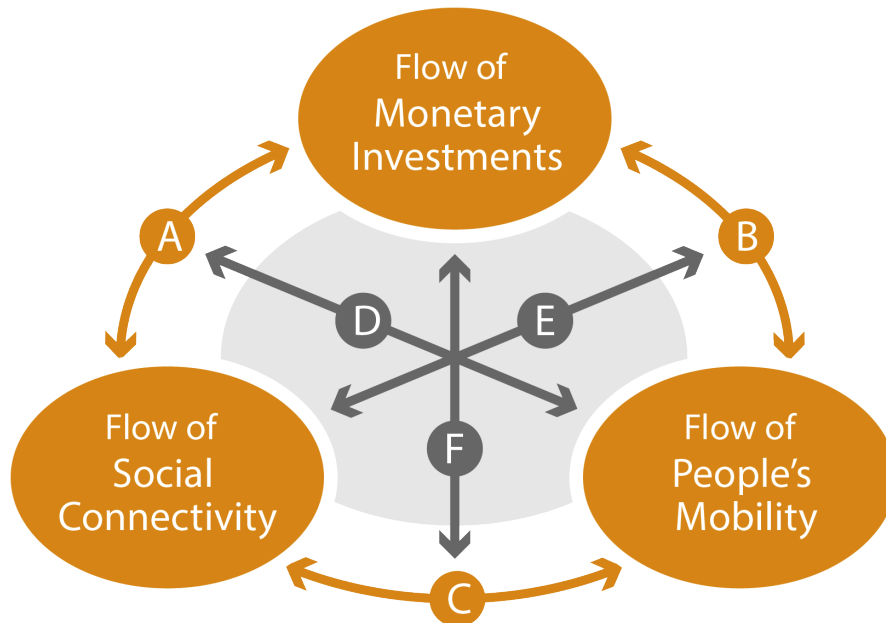 Flow of
Monetary
Investments
A
B
D
E
F
Flow of
Social
Connectivity
Flow of
People’s
Mobility
C